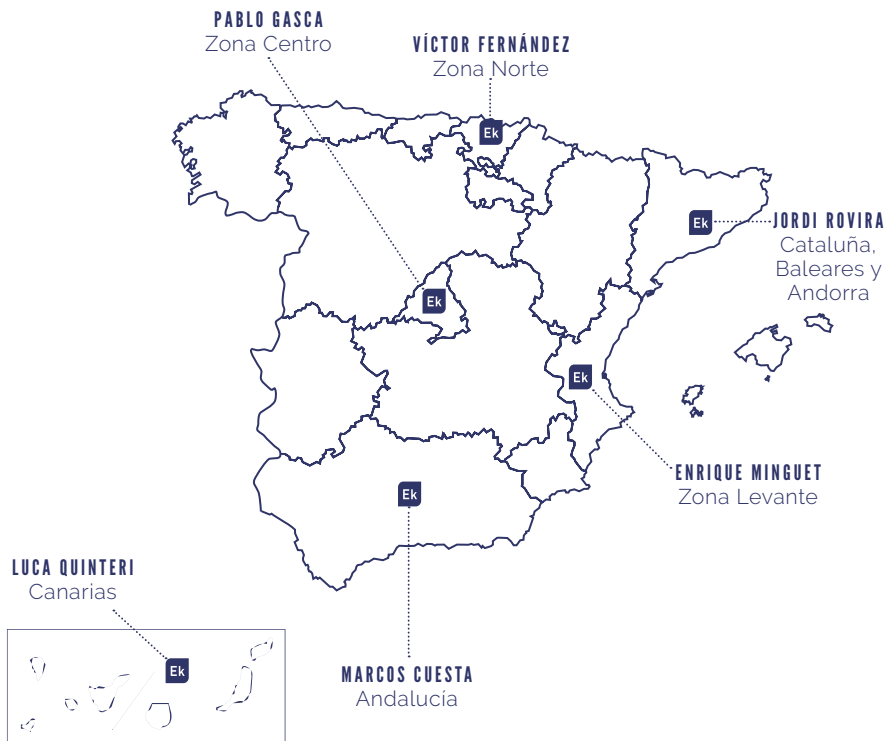 PABLO GASCA
Zona Centro
VÍCTOR FERNÁNDEZ
Zona Norte
Ek
Ek
JORDI ROVIRA
Cataluña,
Baleares y
Andorra
Ek
Ek
ENRIQUE MINGUET
Zona Levante
Ek
LUCA QUINTERI
Canarias
Ek
MARCOS CUESTA
Andalucía